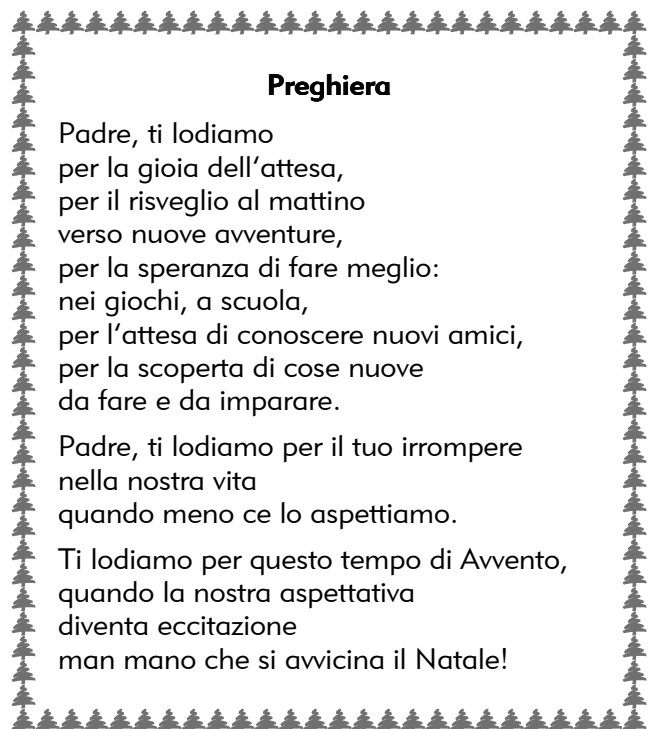 Preghiera
Padre, ti lodiamo
per la gioia dell‘attesa,
per il risveglio al mattino
verso nuove avventure,
per la speranza di fare meglio:
nei giochi, a scuola,
per l‘attesa di conoscere nuovi amici,
per la scoperta di cose nuove
da fare e da imparare.
Padre, ti lodiamo per il tuo irrompere
nella nostra vita
quando meno ce lo aspettiamo.
Ti lodiamo per questo tempo di Avvento,
quando la nostra aspettativa
diventa eccitazione
man mano che si avvicina il Natale!